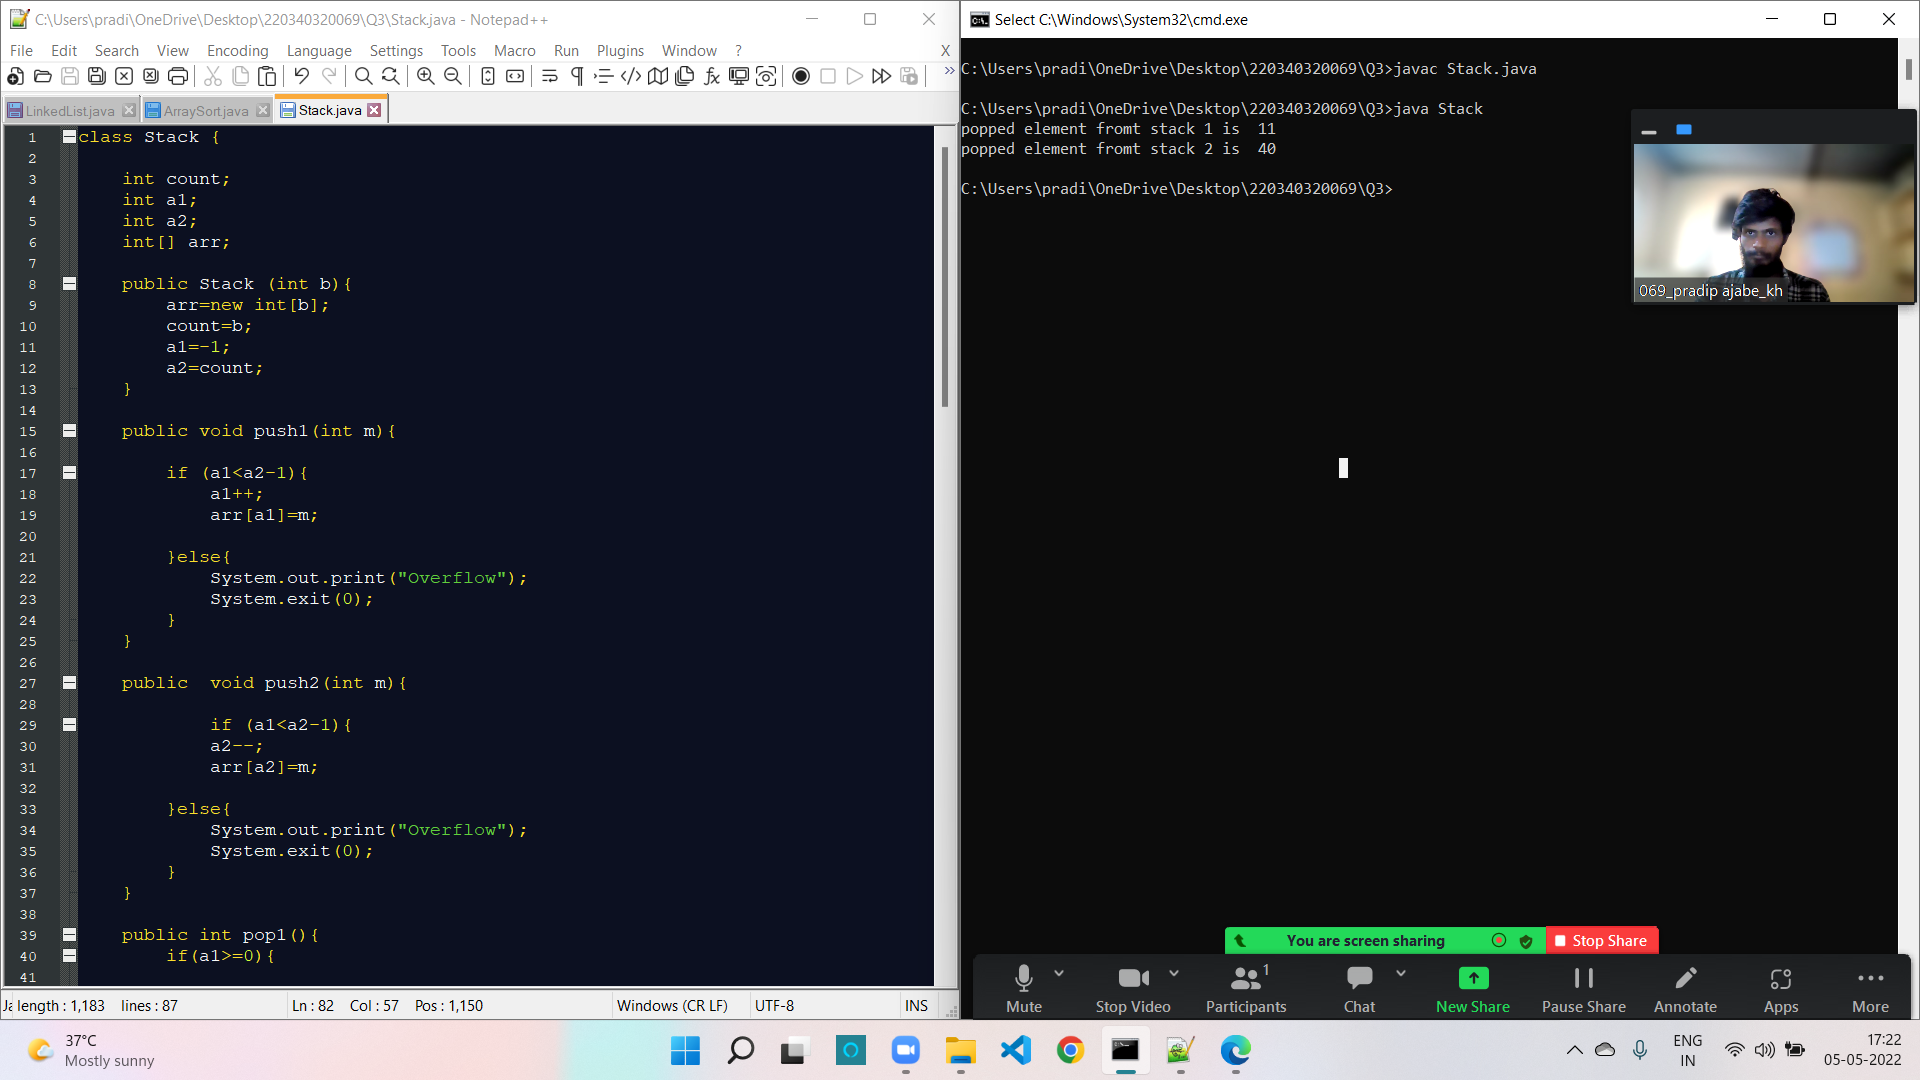 C:\Users\pradi\OneDrive\Desktop\220340320069\Q3\Stack.java - Notepad++
File Edit Search View Encoding Language Settings Tools Macro Run Plugins Window ? X
LinkedList.java ArraySort.java Stack.java
1 class Stack {
2
3 int count;
4 int a1;
5 int a2;
6 int[] arr;
7
8 public Stack (int b){
9 arr=new int[b];
10 count=b;
11 a1=-1;
12 a2=count;
13 }
14
15 public void push1(int m){
16
17 if (a1<a2-1){
18 a1++;
19 arr[a1]=m;
20
21 }else{
22 System.out.print("Overflow");
23 System.exit(0);
24 }
25 }
26
27 public  void push2(int m){
28
29 if (a1<a2-1){
30 a2--;
31 arr[a2]=m;
32
33 }else{
34 System.out.print("Overflow");
35 System.exit(0);
36 }
37 }
38
39 public int pop1(){
40 if(a1>=0){
41
Ja length : 1,183 lines : 87 Ln : 82 Col : 57 Pos : 1,150 Windows (CR LF) UTF-8 INS
Select C:\Windows\System32\cmd.exe
C:\Users\pradi\OneDrive\Desktop\220340320069\Q3>javac Stack.java
C:\Users\pradi\OneDrive\Desktop\220340320069\Q3>java Stack
popped element fromt stack 1 is  11
popped element fromt stack 2 is  40
C:\Users\pradi\OneDrive\Desktop\220340320069\Q3>
069_pradip ajabe_kh
You are screen sharing Stop Share
1
Mute Stop Video Participants Chat New Share Pause Share Annotate Apps More
37°C
Mostly sunny
ENG
IN
17:22
05-05-2022